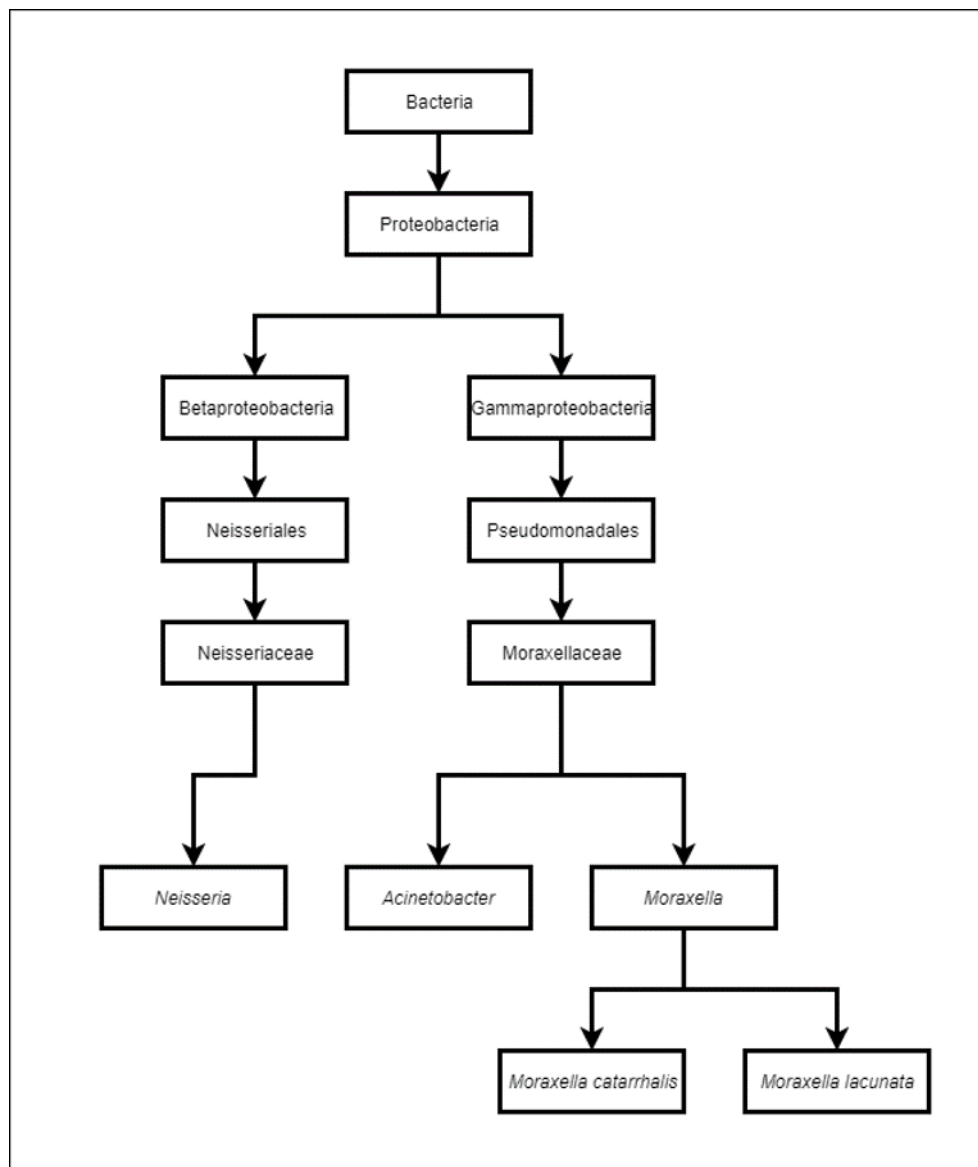 Bacteria
Proteobacteria
Betaproteobacteria
Gammaproteobacteria
Neisseriales
Pseudomonadales
Neisseriaceae
Moraxellaceae
Neisseria
Acinetobacter
Moraxella
Moraxella catarrhalis
Moraxella lacunata